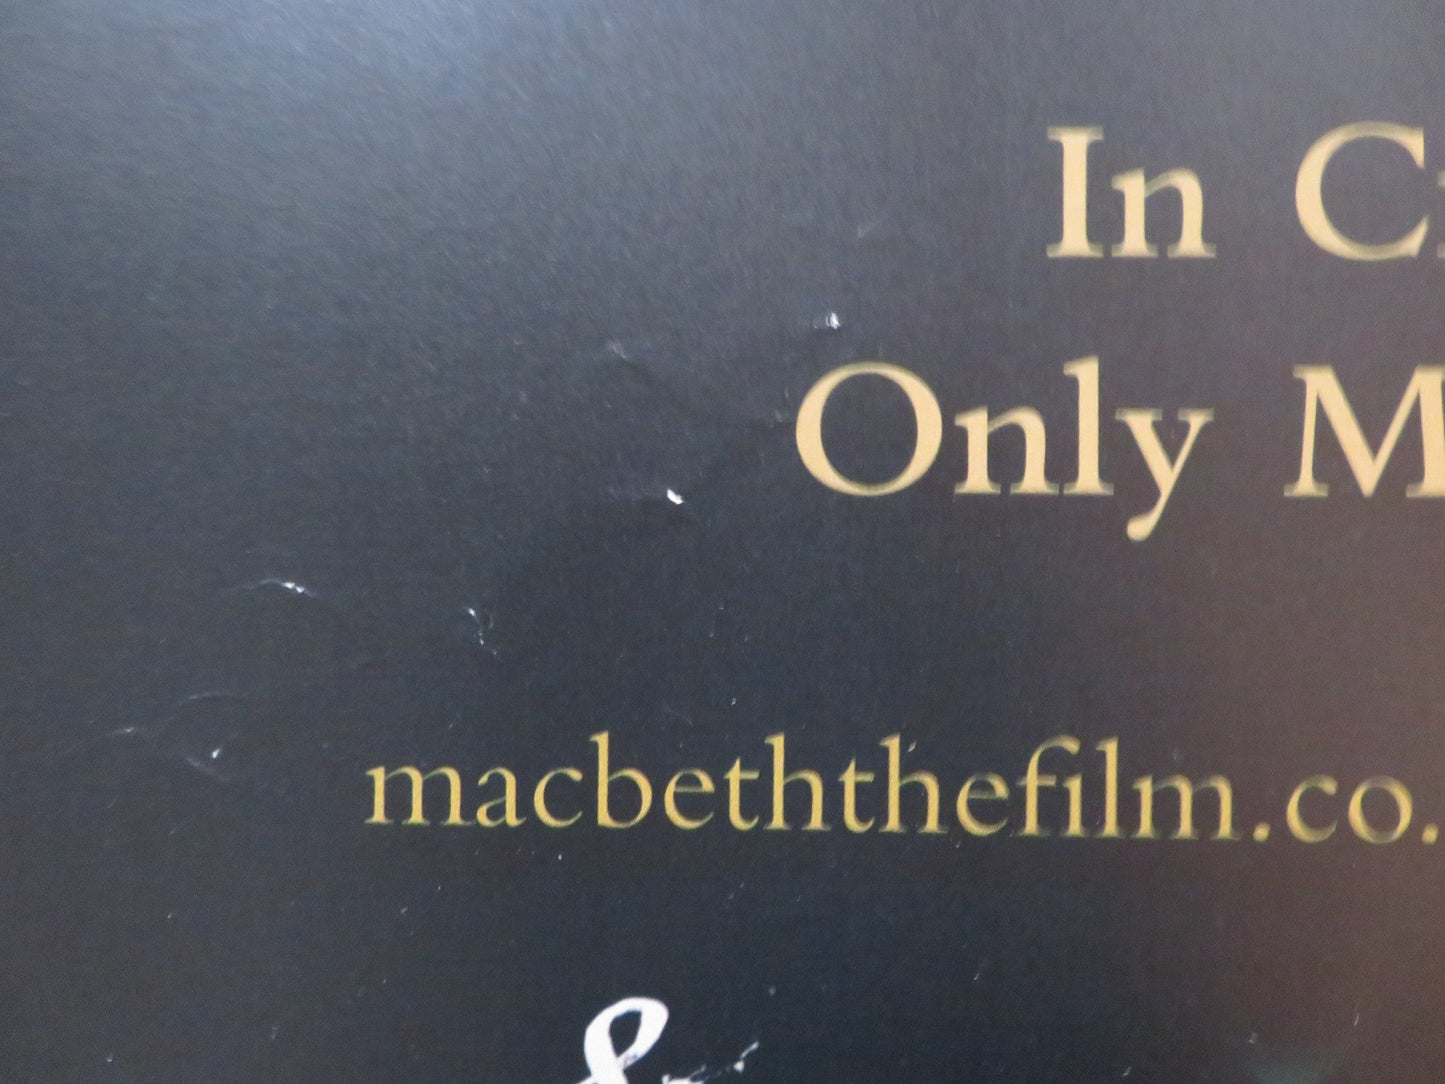 In C
Only M
macbeththefilm.co.
&